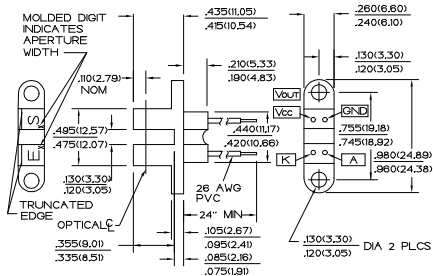 MOLDED DIGIT
INDICATES
APERTURE
WIDTH
.435(11.05)
.415(10.54)
.260(6.60)
.240(6.10)
.110(2.79)
NOM
.210(5.33)
.190(4.83)
.130(3.30)
.120(3.05)
VOUT
VCC
GND
S
E
.495(12.57)
.475(12.07)
.440(11.17)
.420(10.66)
.755(19.18)
.745(18.92)
K
A
.980(24.89)
.960(24.38)
.130(3.30)
.120(3.05)
26 AWG
PVC
TRUNCATED
EDGE
OPTICAL ℄
24" MIN
.355(9.01)
.335(8.51)
.105(2.67)
.095(2.41)
.085(2.16)
.075(1.91)
.130(3.30)
.120(3.05)
DIA 2 PLCS